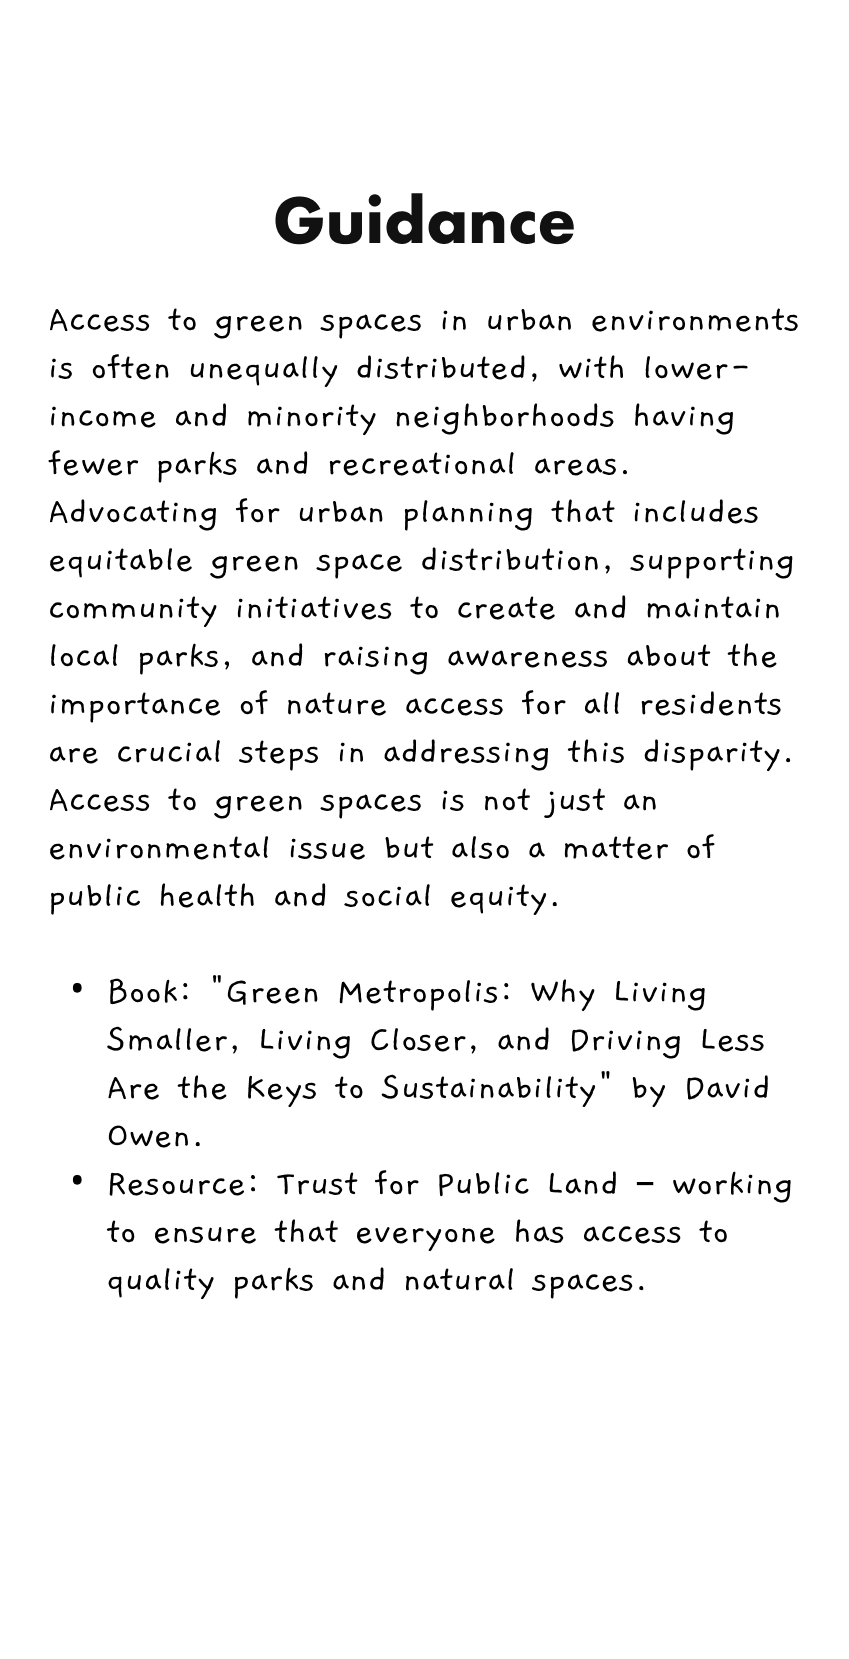 Guidance
Access to green spaces in urban environments
is often unequally distributed, with lower-
income and minority neighborhoods having
fewer parks and recreational areas.
Advocating for urban planning that includes
equitable green space distribution, supporting
community initiatives to create and maintain
local parks, and raising awareness about the
importance of nature access for all residents
are crucial steps in addressing this disparity.
Access to green spaces is not just an
environmental issue but also a matter of
public health and social equity.
• Book: "Green Metropolis: Why Living
Smaller, Living Closer, and Driving Less
Are the Keys to Sustainability" by David
Owen.
• Resource: Trust for Public Land – working
to ensure that everyone has access to
quality parks and natural spaces.